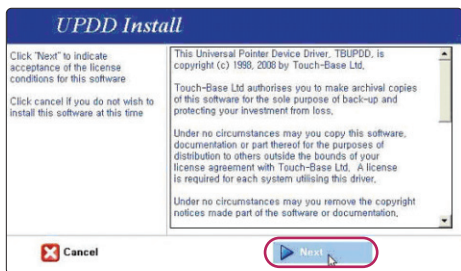 UPDD Install
Click "Next" to indicate
acceptance of the license
conditions for this software
Click cancel if you do not wish to
install this software at this time
This Universal Pointer Device Driver, TBUPDD, is
copyright (c) 1998, 2008 by Touch-Base Ltd.
Touch-Base Ltd authorises you to make archival copies
of this software for the sole purpose of back-up and
protecting your investment from loss.
Under no circumstances may you copy this software,
documentation or part thereof for the purposes of
distribution to others outside the bounds of your
license agreement with Touch-Base Ltd. A license
is required for each system utilising this driver.
Under no circumstances may you remove the copyright
notices made part of the software or documentation.
Cancel
Next